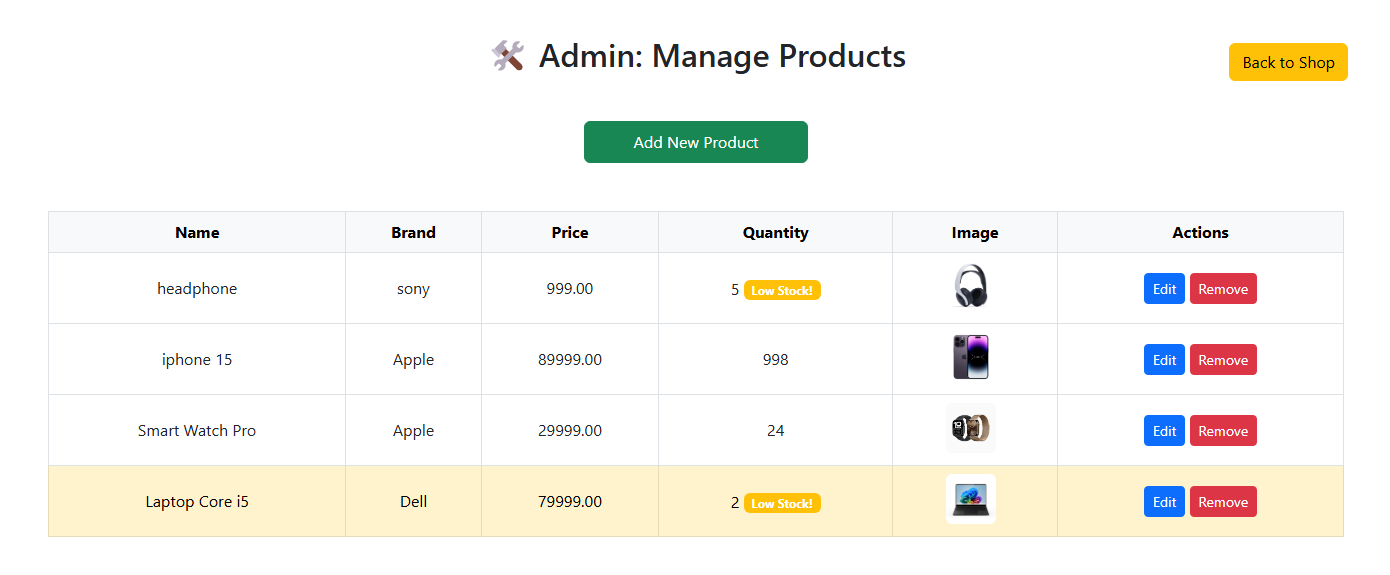 🛠️ Admin: Manage Products
Back to Shop
Add New Product
Name Brand Price Quantity Image Actions
headphone sony 999.00 5 Low Stock! Edit Remove
iphone 15 Apple 89999.00 998 Edit Remove
Smart Watch Pro Apple 29999.00 24 Edit Remove
Laptop Core i5 Dell 79999.00 2 Low Stock! Edit Remove